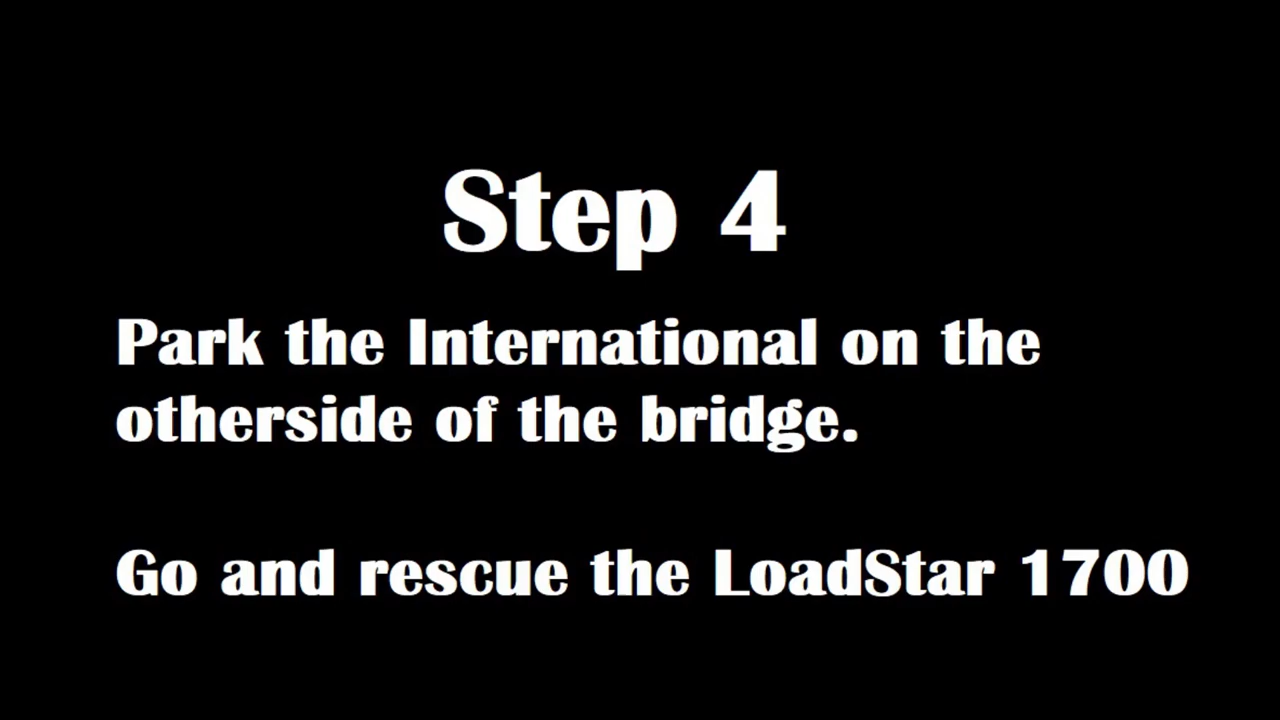 Step 4
Park the International on the
otherside of the bridge.
Go and rescue the LoadStar 1700